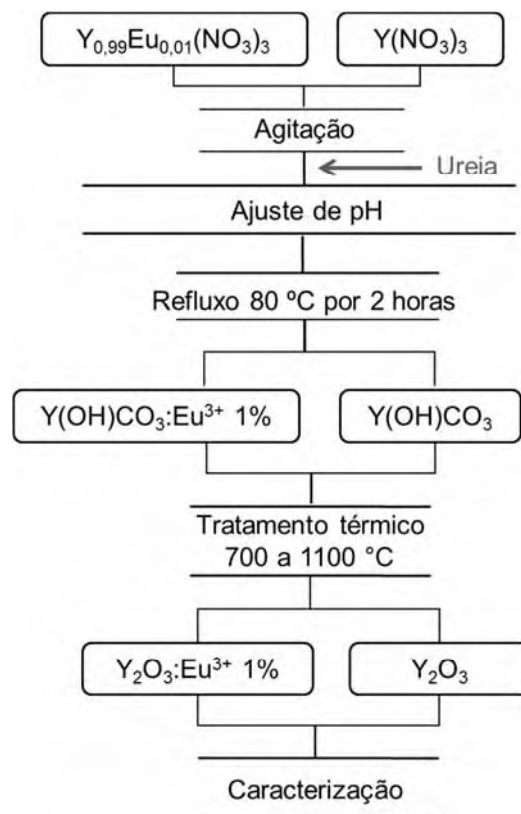 Y₀,₉₉Eu₀,₀₁(NO₃)₃
Y(NO₃)₃
Agitação
Ureia
Ajuste de pH
Refluxo 80 ºC por 2 horas
Y(OH)CO₃:Eu³⁺ 1%
Y(OH)CO₃
Tratamento térmico
700 a 1100 °C
Y₂O₃:Eu³⁺ 1%
Y₂O₃
Caracterização